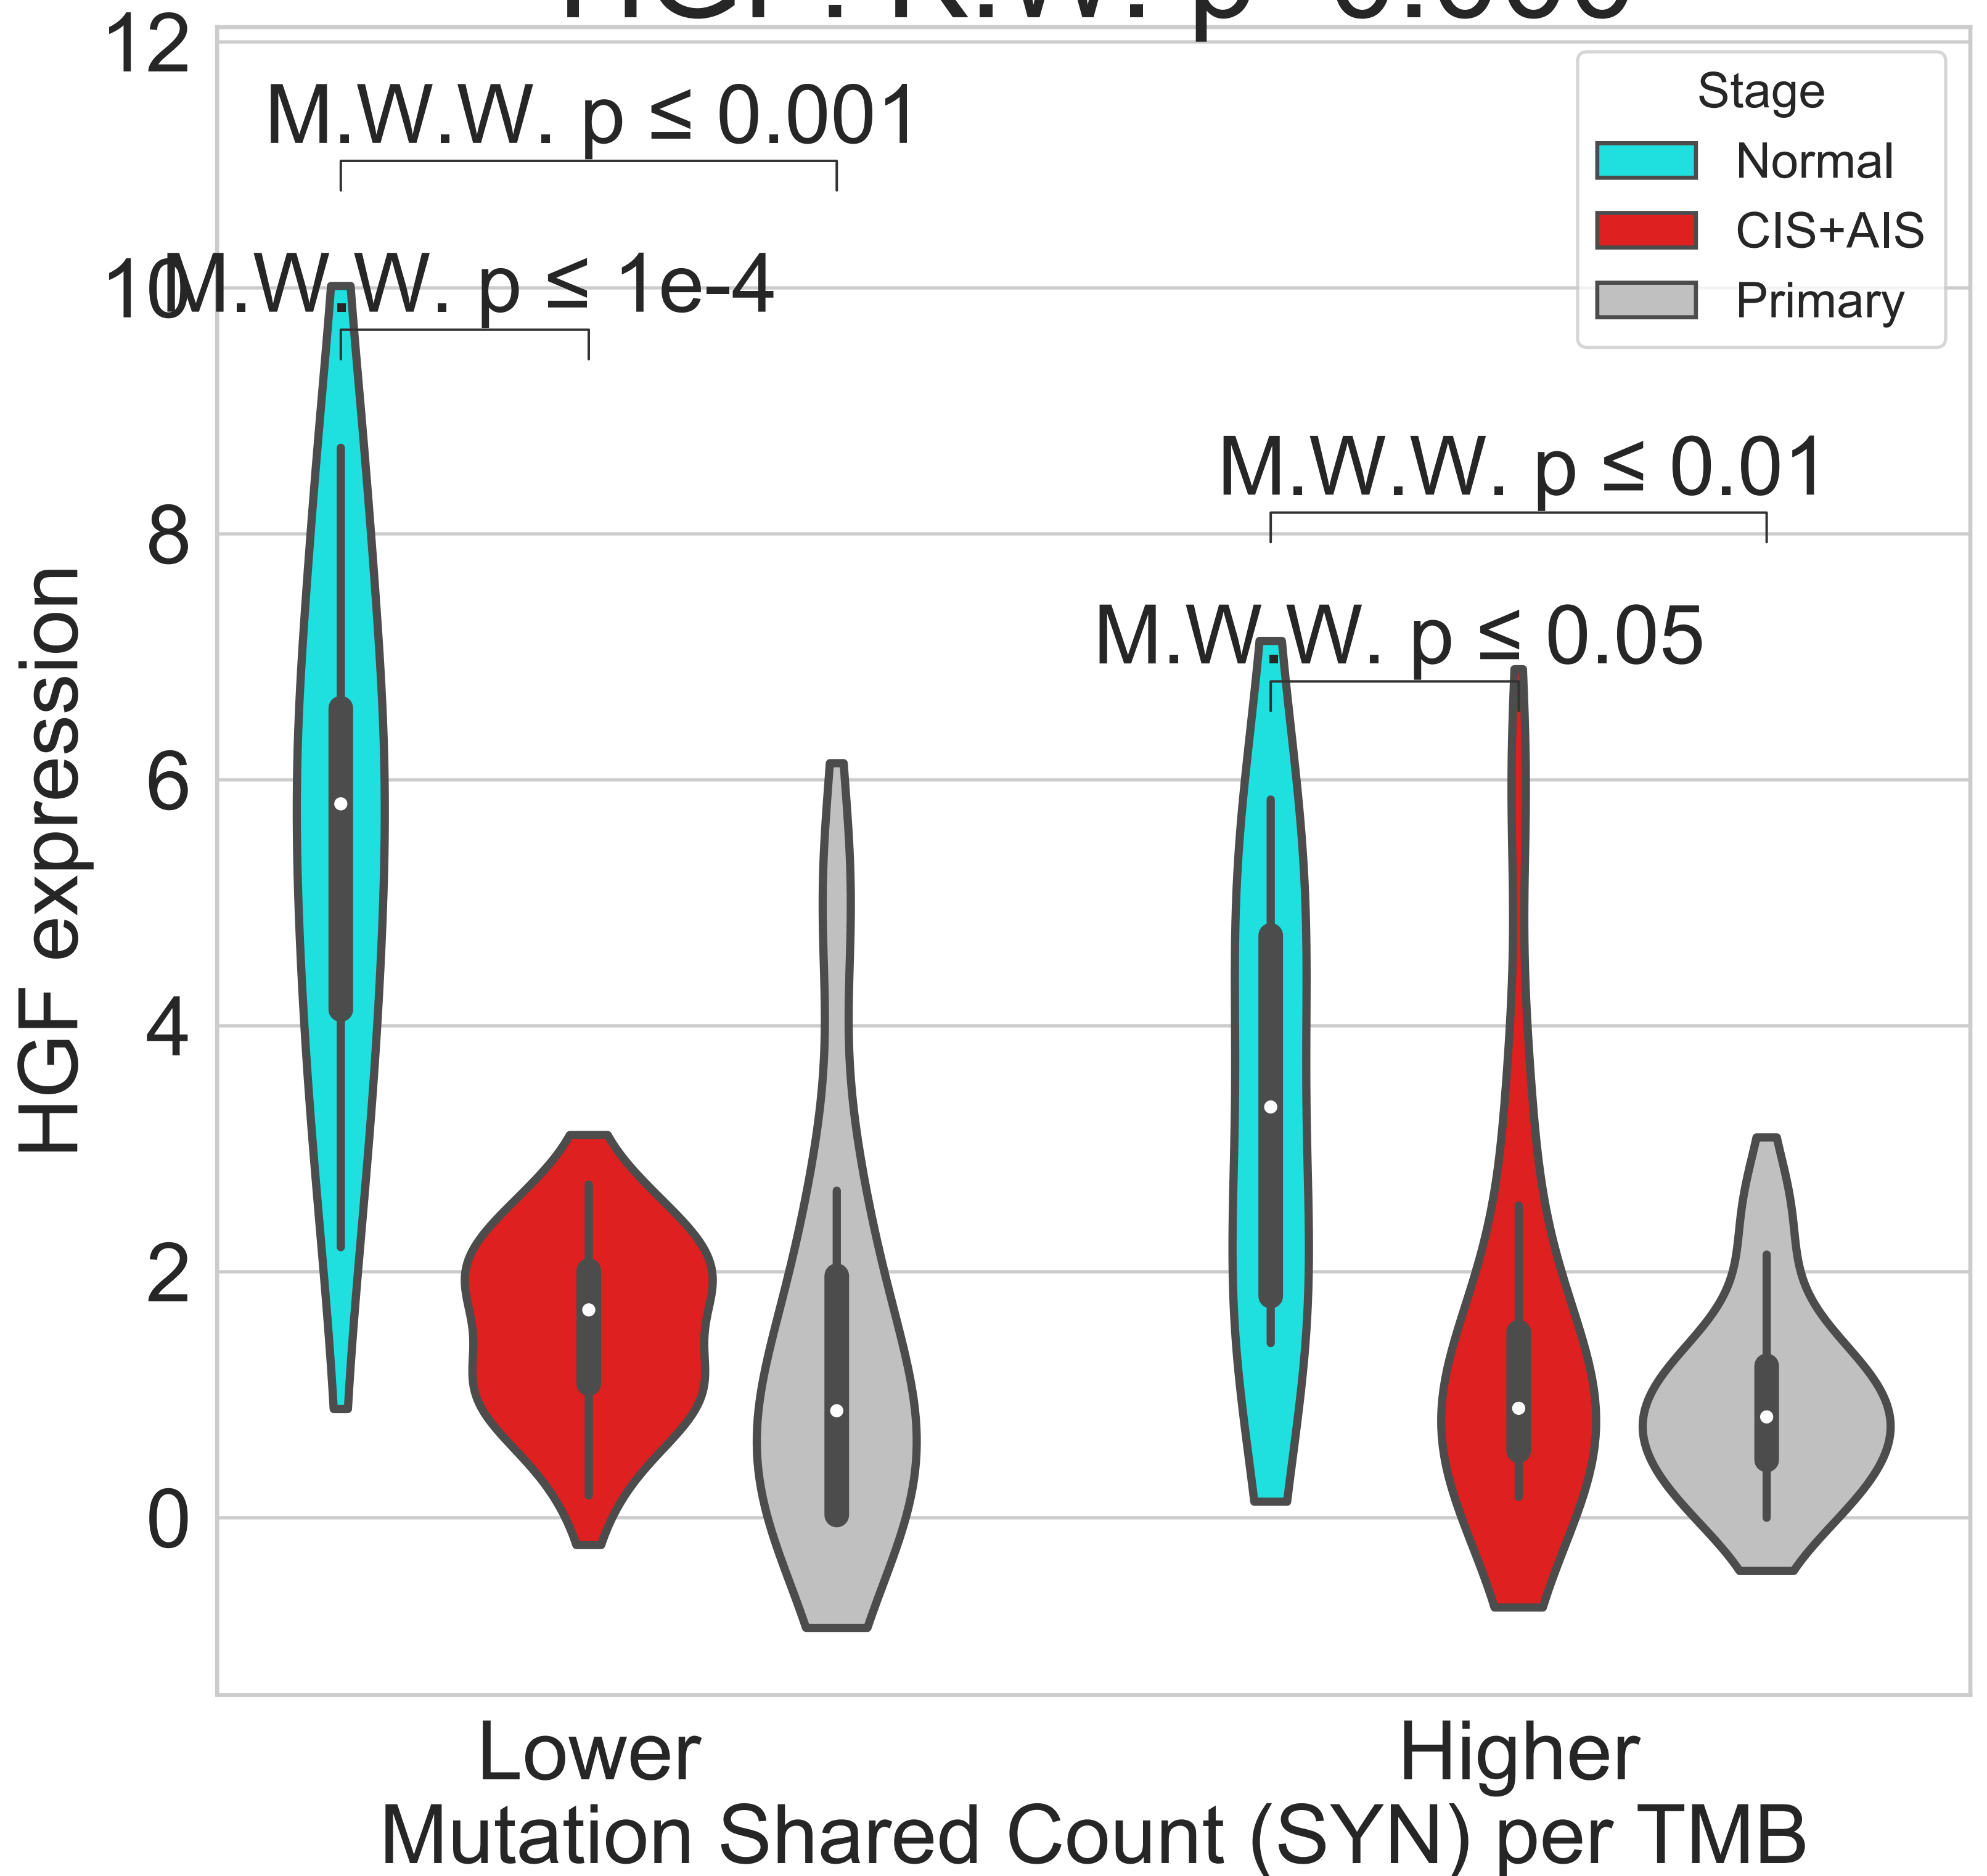 12
M.W.W. p ≤ 0.001
Stage
Normal
CIS+AIS
Primary
10
M.W.W. p ≤ 1e-4
M.W.W. p ≤ 0.01
8
M.W.W. p ≤ 0.05
6
4
2
0
HGF expression
Lower
Higher
Mutation Shared Count (SYN) per TMB